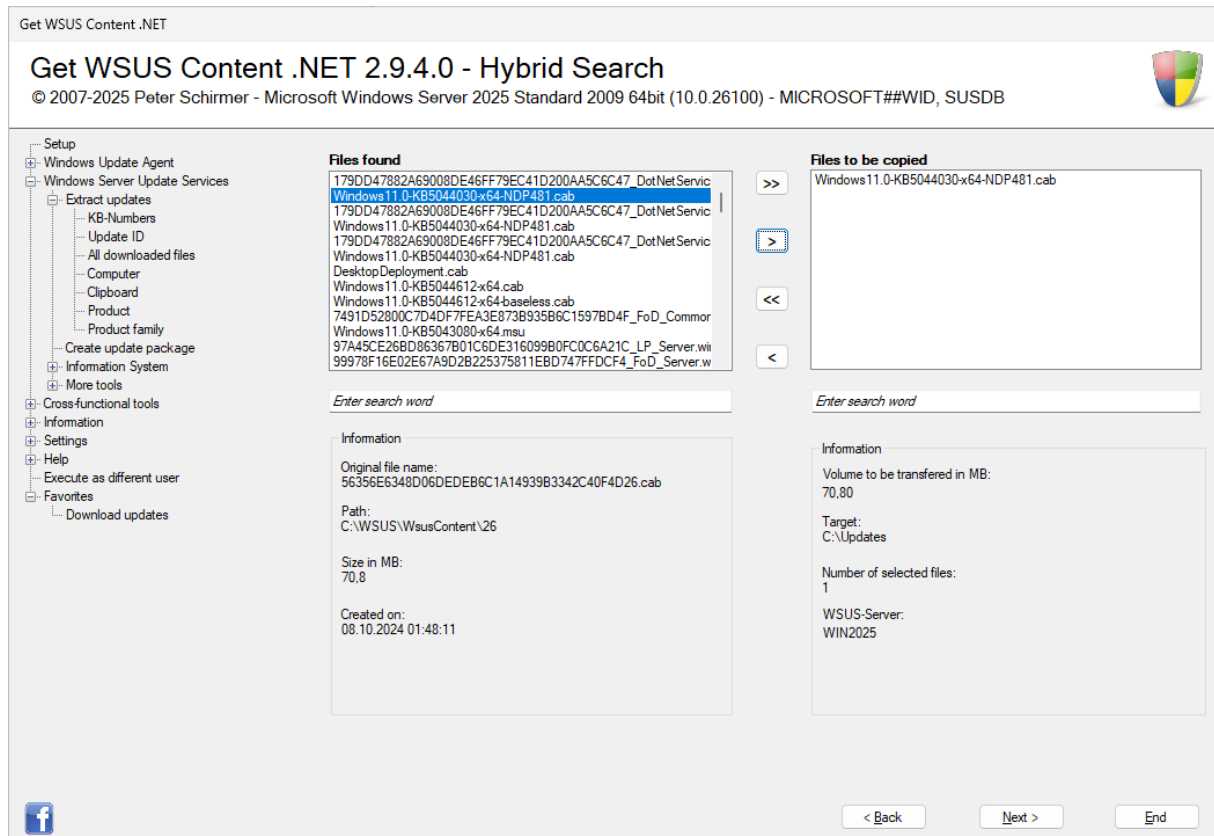 Get WSUS Content .NET
Get WSUS Content .NET 2.9.4.0 - Hybrid Search
© 2007-2025 Peter Schirmer - Microsoft Windows Server 2025 Standard 2009 64bit (10.0.26100) - MICROSOFT##WID, SUSDB
Setup
Windows Update Agent
Windows Server Update Services
Extract updates
KB-Numbers
Update ID
All downloaded files
Computer
Clipboard
Product
Product family
Create update package
Information System
More tools
Cross-functional tools
Information
Settings
Help
Execute as different user
Favorites
Download updates
Files found
179DD47882A69008DE46FF79EC41D200AA5C6C47_DotNetServic
Windows11.0-KB5044030-x64-NDP481.cab
179DD47882A69008DE46FF79EC41D200AA5C6C47_DotNetServic
Windows11.0-KB5044030-x64-NDP481.cab
179DD47882A69008DE46FF79EC41D200AA5C6C47_DotNetServic
Windows11.0-KB5044030-x64-NDP481.cab
DesktopDeployment.cab
Windows11.0-KB5044612-x64.cab
Windows11.0-KB5044612-x64-baseless.cab
7491D52800C7D4DF7FEA3E873B935B6C1597BD4F_FoD_Common
Windows11.0-KB5043080-x64.msu
97A45CE26BD86367B01C6DE316099B0FC0C6A21C_LP_Server.wi
99978F16E02E67A9D2B225375811EBD747FFDCF4_FoD_Server.w
Enter search word
Information
Original file name:
56356E6348D06DEDEB6C1A14939B3342C40F4D26.cab
Path:
C:\WSUS\WsusContent\26
Size in MB:
70,8
Created on:
08.10.2024 01:48:11
>>
>
<<
<
Files to be copied
Windows11.0-KB5044030-x64-NDP481.cab
Enter search word
Information
Volume to be transfered in MB:
70,80
Target:
C:\Updates
Number of selected files:
1
WSUS-Server:
WIN2025
f
< Back
Next >
End